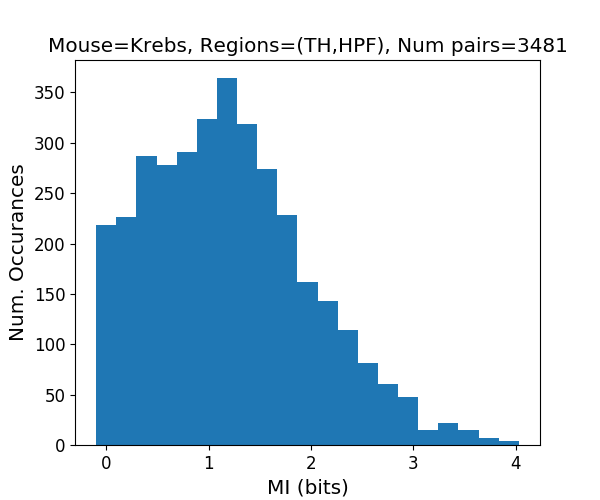 Mouse=Krebs, Regions=(TH,HPF), Num pairs=3481
350
300
250
200
150
100
50
0
Num. Occurances
0 1 2 3 4
MI (bits)